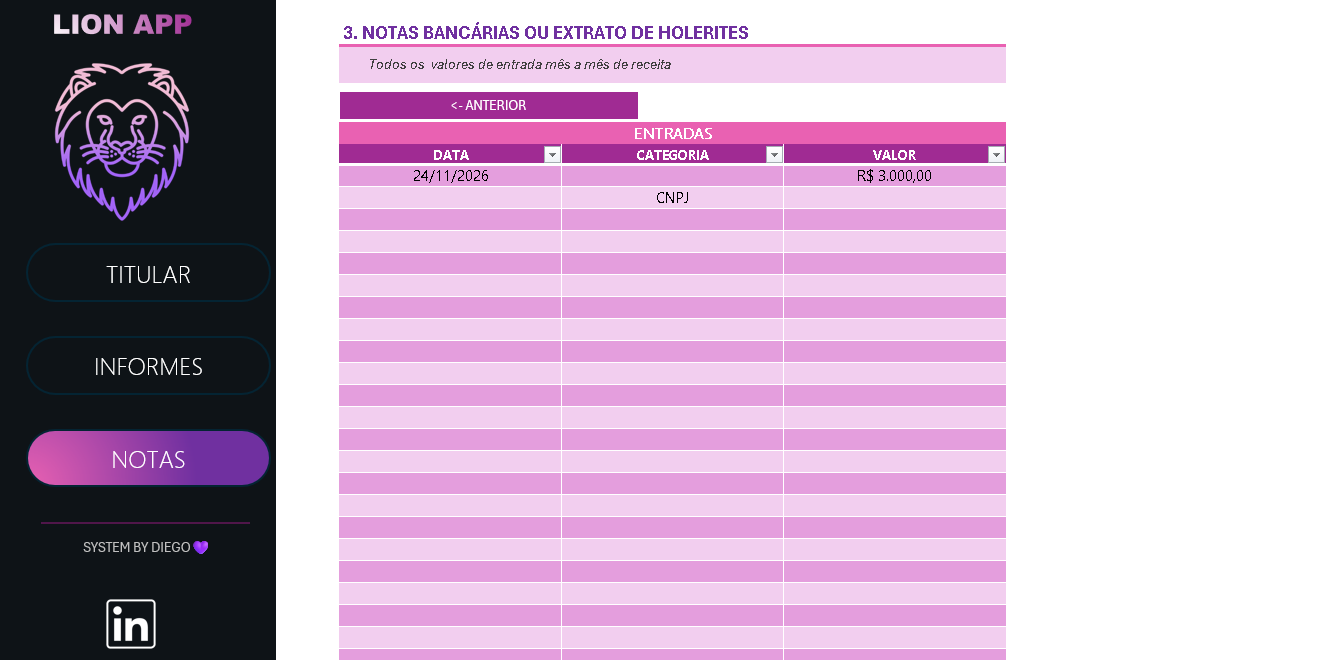 LION APP
TITULAR
INFORMES
NOTAS
SYSTEM BY DIEGO 💜
in
3. NOTAS BANCÁRIAS OU EXTRATO DE HOLERITES
Todos os valores de entrada mês a mês de receita
<- ANTERIOR
ENTRADAS
DATA CATEGORIA VALOR
24/11/2026 R$ 3.000,00
CNPJ